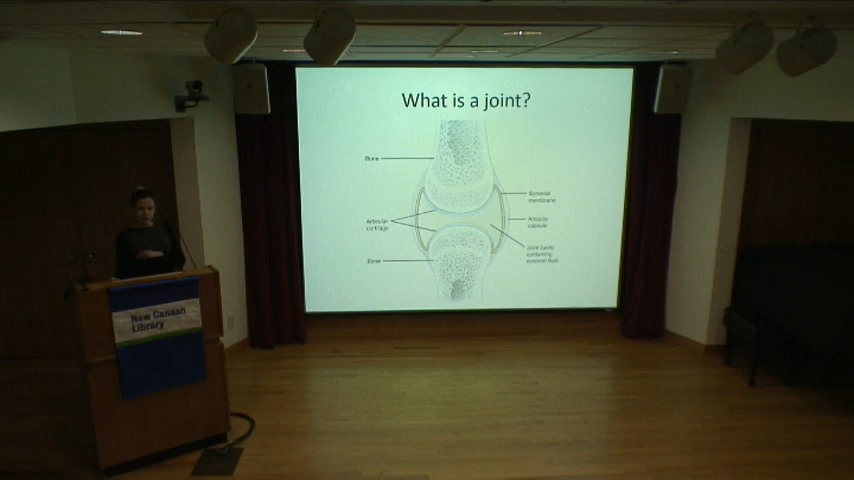 What is a joint?
Bone
Synovial
membrane
Articular
cartilage
Articular
capsule
Joint cavity
containing
synovial fluid
Bone
New Canaan
Library